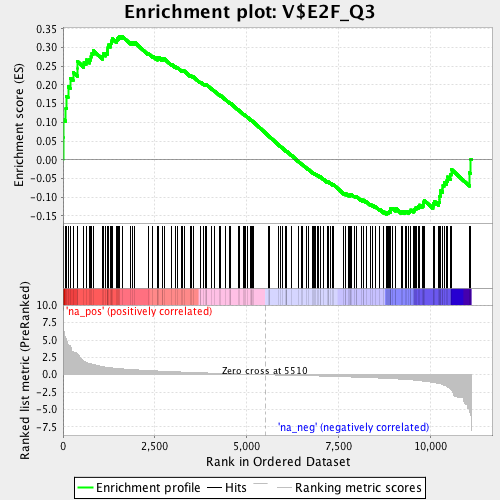 Enrichment plot: V$E2F_Q3
Enrichment score (ES)
0.35
0.30
0.25
0.20
0.15
0.10
0.05
0.00
-0.05
-0.10
-0.15
Ranked list metric (PreRanked)
10.0
7.5
5.0
2.5
0.0
-2.5
-5.0
-7.5
'na_pos' (positively correlated)
Zero cross at 5510
'na_neg' (negatively correlated)
0
2,500
5,000
7,500
10,000
Rank in Ordered Dataset
Enrichment profile
Hits
Ranking metric scores